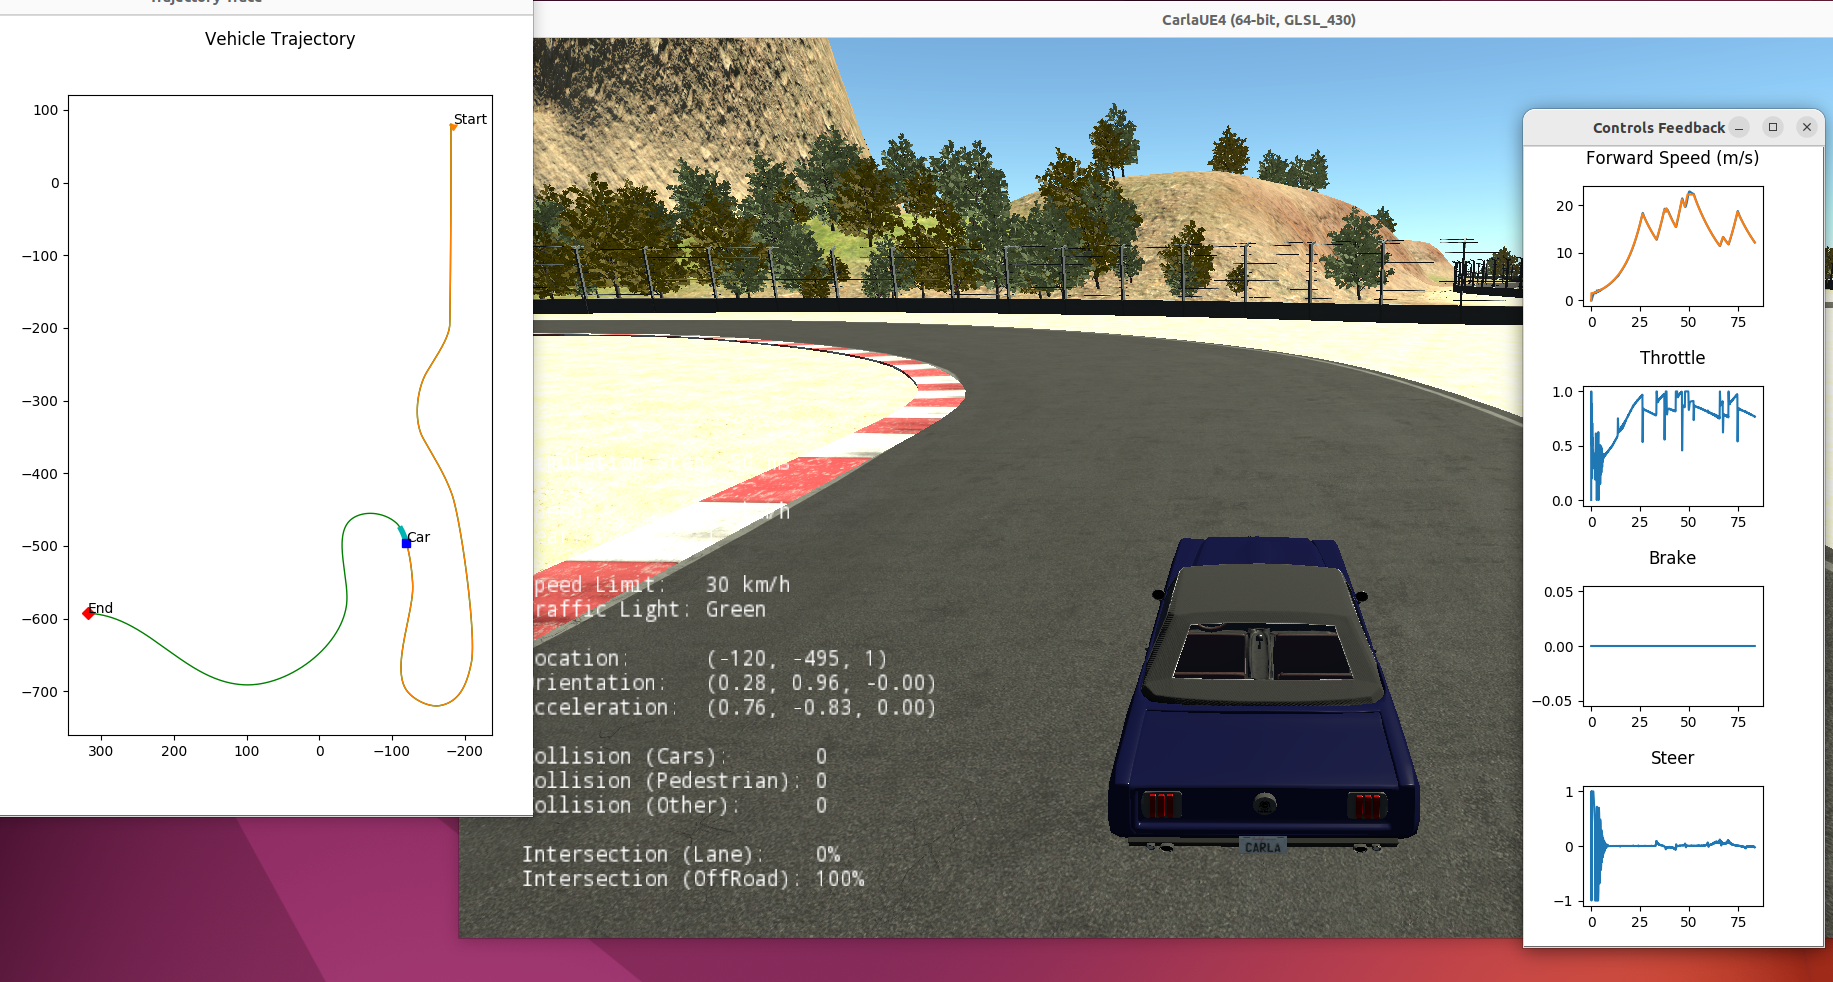 Trajectory Trace
Vehicle Trajectory
100
0
−100
−200
−300
−400
−500
−600
−700
300
200
100
0
−100
−200
Start
Car
End
CarlaUE4 (64-bit, GLSL_430)
km/h
peed Limit: 30 km/h
raffic Light: Green
ocation: (-120, -495, 1)
rientation: (0.28, 0.96, -0.00)
cceleration: (0.76, -0.83, 0.00)
ollision (Cars): 0
ollision (Pedestrian): 0
ollision (Other): 0
Intersection (Lane): 0%
Intersection (OffRoad): 100%
CARLA
Controls Feedback
Forward Speed (m/s)
20
10
0
0 25 50 75
Throttle
1.0
0.5
0.0
0 25 50 75
Brake
0.05
0.00
−0.05
0 25 50 75
Steer
1
0
−1
0 25 50 75